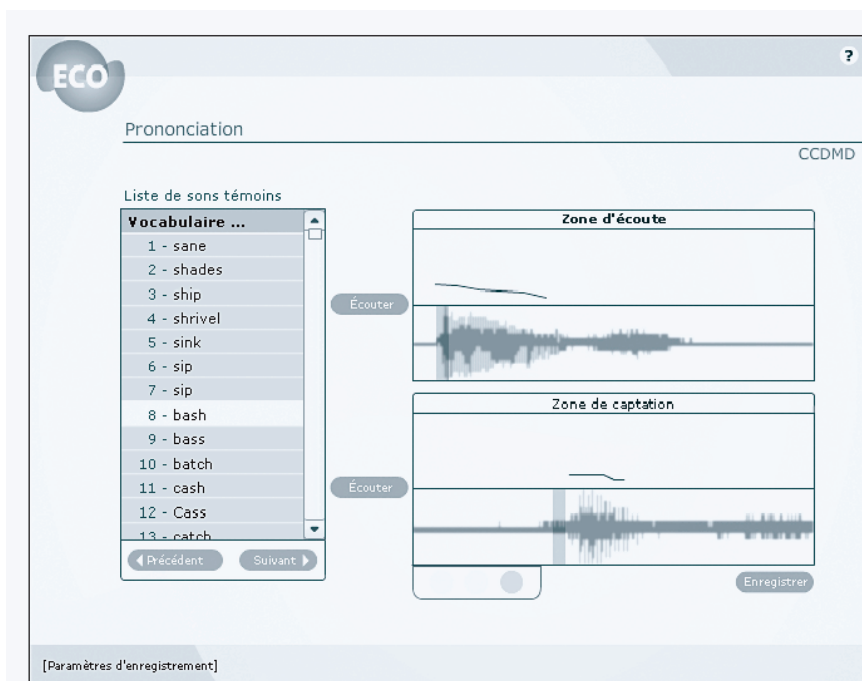 ECO
?
Prononciation
CCDMD
Liste de sons témoins
Vocabulaire ...
1 - sane
2 - shades
3 - ship
4 - shrivel
5 - sink
6 - sip
7 - sip
8 - bash
9 - bass
10 - batch
11 - cash
12 - Cass
13 - catch
Précédent
Suivant
Écouter
Zone d'écoute
Écouter
Zone de captation
Enregistrer
[Paramètres d'enregistrement]